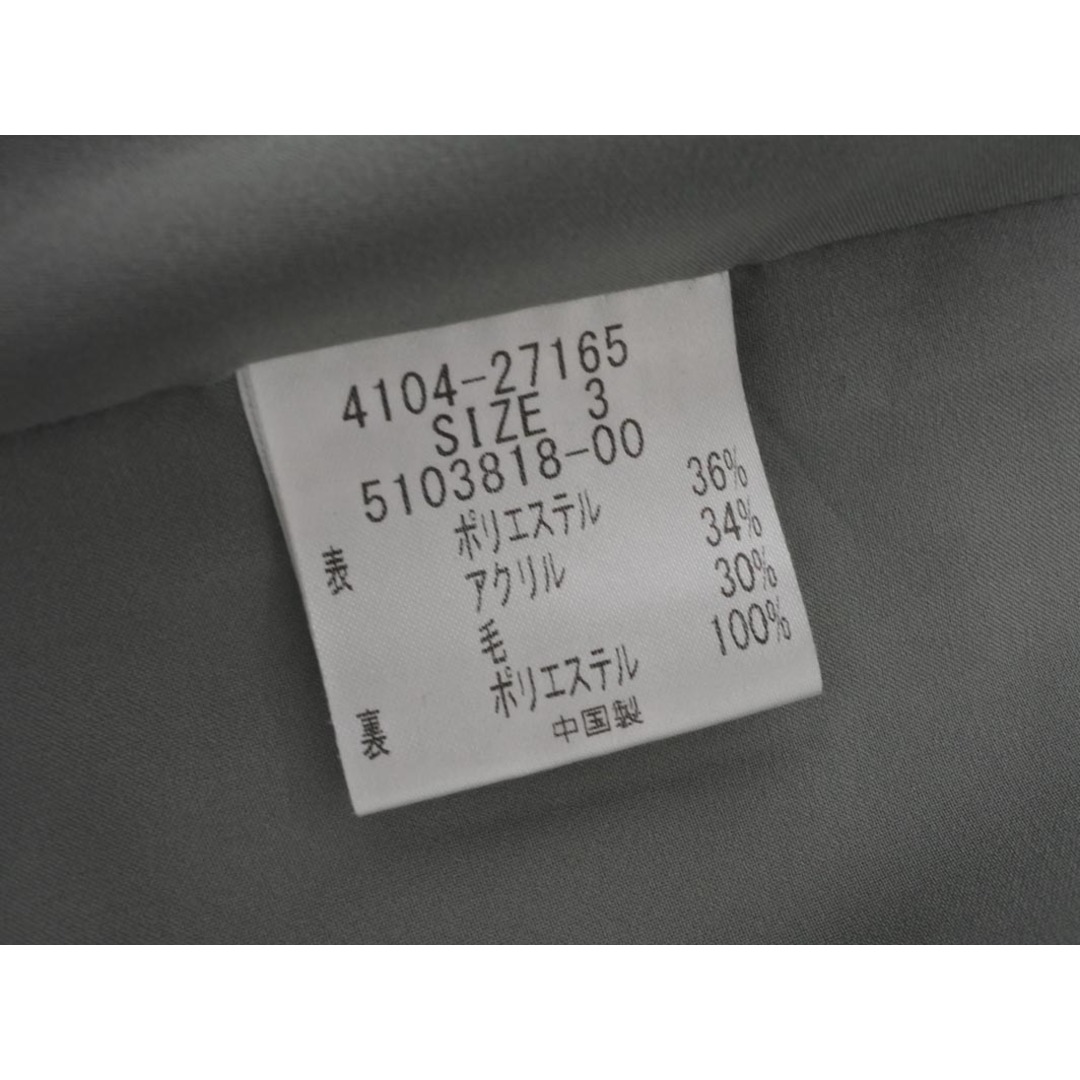 4104-27165
SIZE 3
5103818-00
表 ポリエステル 36%
アクリル 34%
毛 30%
裏 ポリエステル 100%
中国製